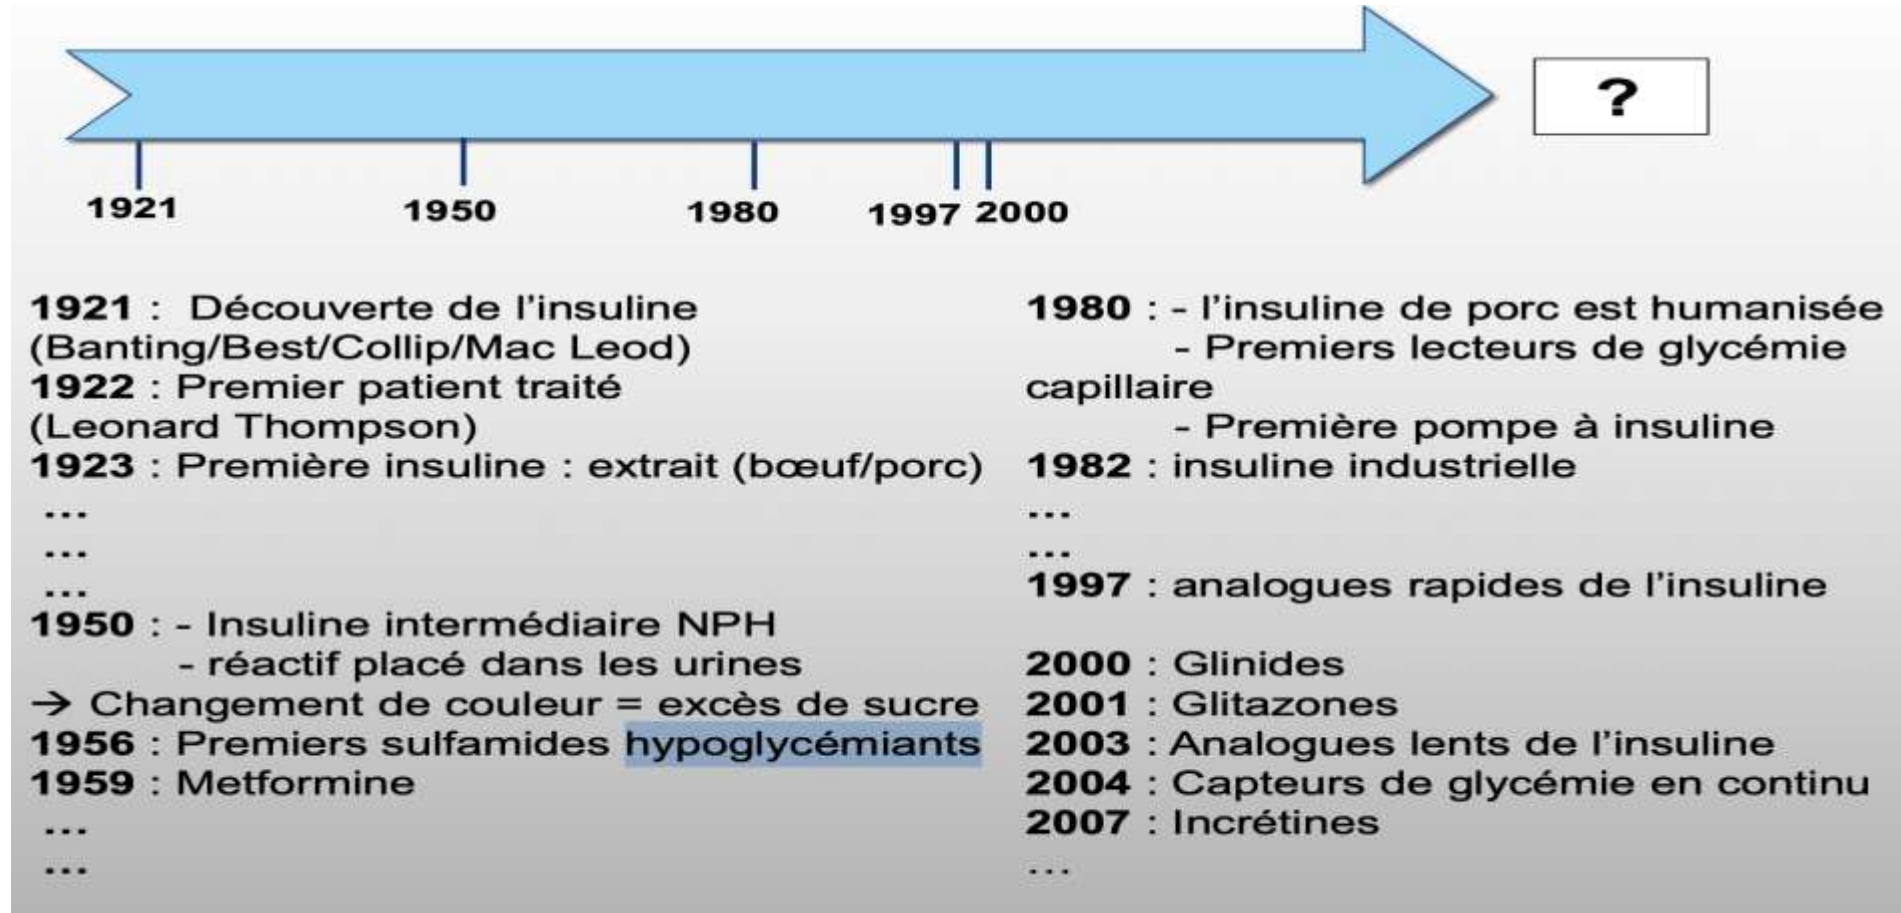 ?
1921
1950
1980
1997
2000
1921 : Découverte de l'insuline
(Banting/Best/Collip/Mac Leod)
1922 : Premier patient traité
(Leonard Thompson)
1923 : Première insuline : extrait (bœuf/porc)
...
...
...
1950 : - Insuline intermédiaire NPH
- réactif placé dans les urines
→ Changement de couleur = excès de sucre
1956 : Premiers sulfamides hypoglycémiants
1959 : Metformine
...
...
1980 : - l'insuline de porc est humanisée
- Premiers lecteurs de glycémie
capillaire
- Première pompe à insuline
1982 : insuline industrielle
...
...
1997 : analogues rapides de l'insuline
2000 : Glinides
2001 : Glitazones
2003 : Analogues lents de l'insuline
2004 : Capteurs de glycémie en continu
2007 : Incrétines
...